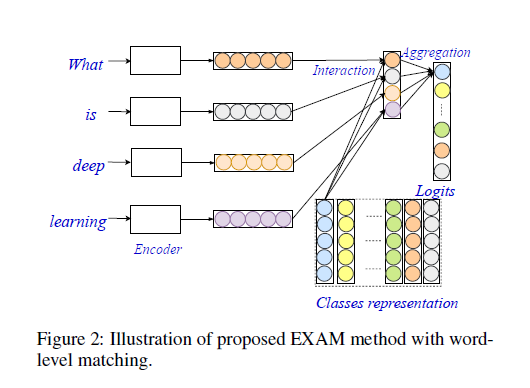 What
is
deep
learning
Encoder
Interaction
Aggregation
Logits
Classes representation
Figure 2: Illustration of proposed EXAM method with word-
level matching.